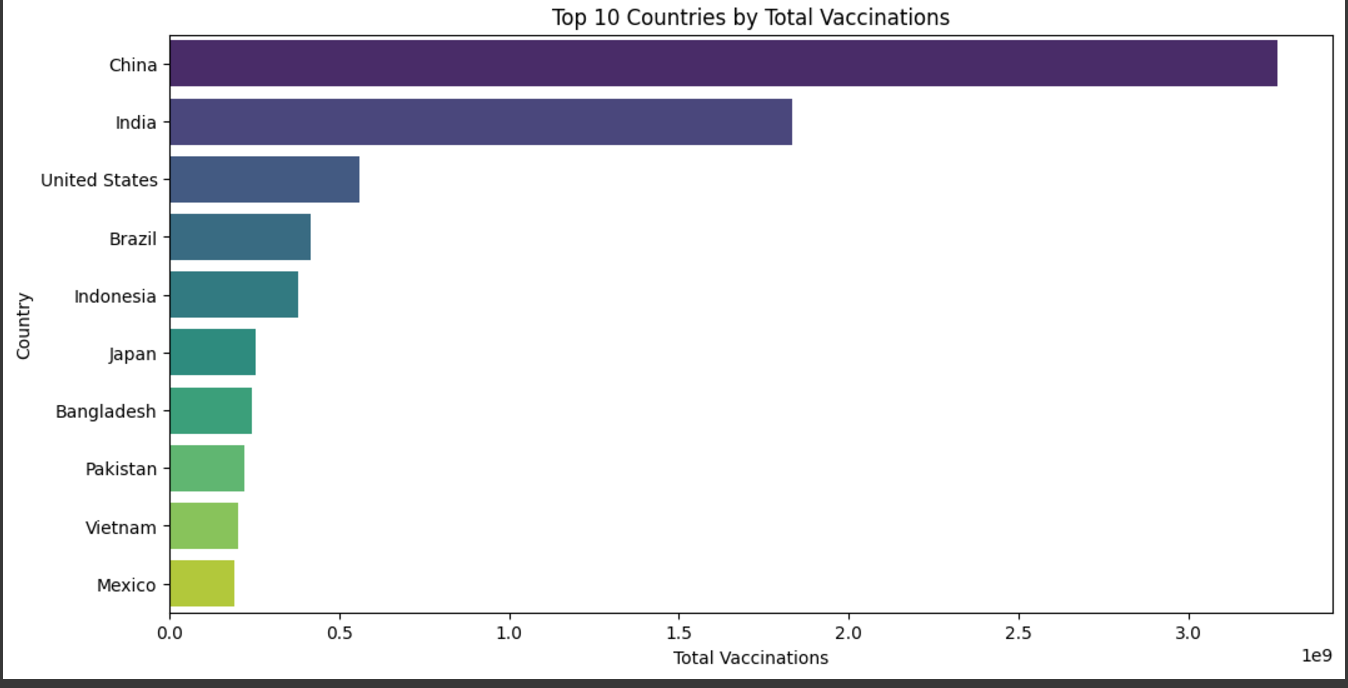 Top 10 Countries by Total Vaccinations
China
India
United States
Brazil
Indonesia
Japan
Bangladesh
Pakistan
Vietnam
Mexico
Country
0.0 0.5 1.0 1.5 2.0 2.5 3.0
Total Vaccinations
1e9